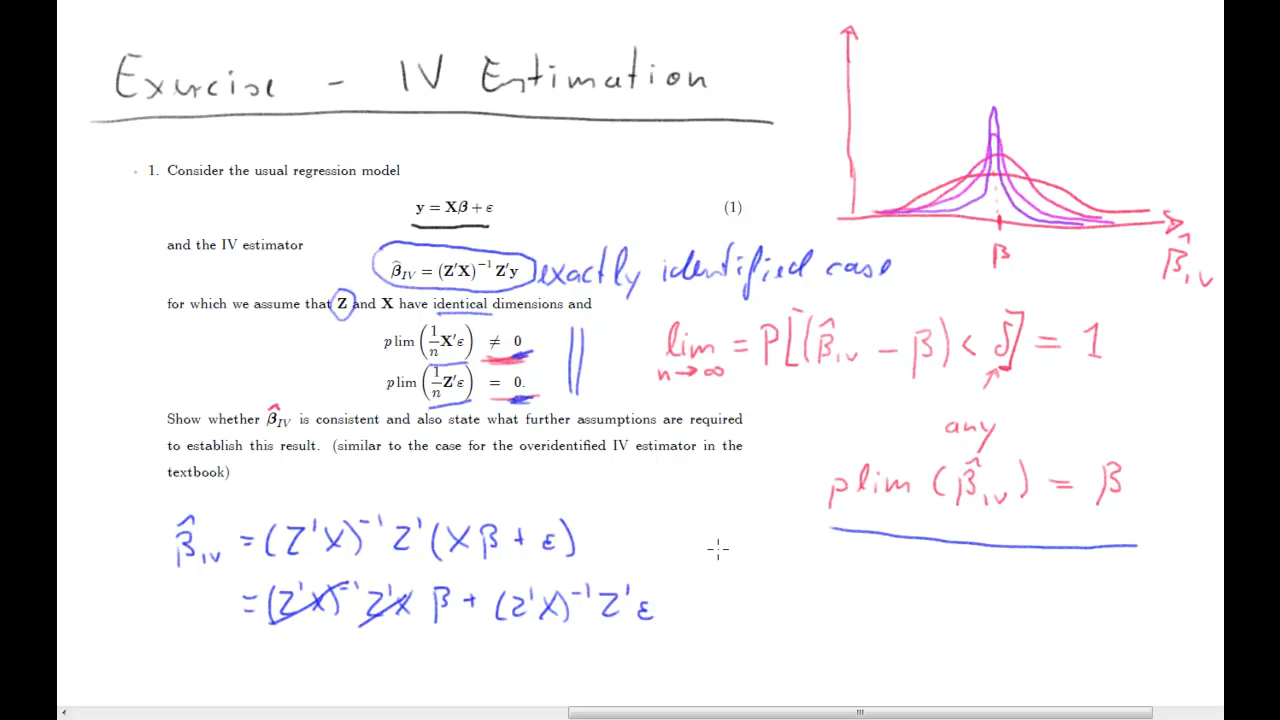 Exercise - IV Estimation
1. Consider the usual regression model
y = Xβ + ε (1)
and the IV estimator
β̂_IV = (Z'X)⁻¹ Z'y exactly identified case
for which we assume that Z and X have identical dimensions and
p lim (1/n X'ε) ≠ 0
p lim (1/n Z'ε) = 0.
Show whether β̂_IV is consistent and also state what further assumptions are required
to establish this result. (similar to the case for the overidentified IV estimator in the
textbook)
β̂_IV = (Z'X)⁻¹ Z' (Xβ + ε)
= (Z'X)⁻¹ Z'X β + (Z'X)⁻¹ Z'ε
β
β̂_IV
lim n→∞ = P[(β̂_IV - β) < δ] = 1
any
plim (β̂_IV) = β